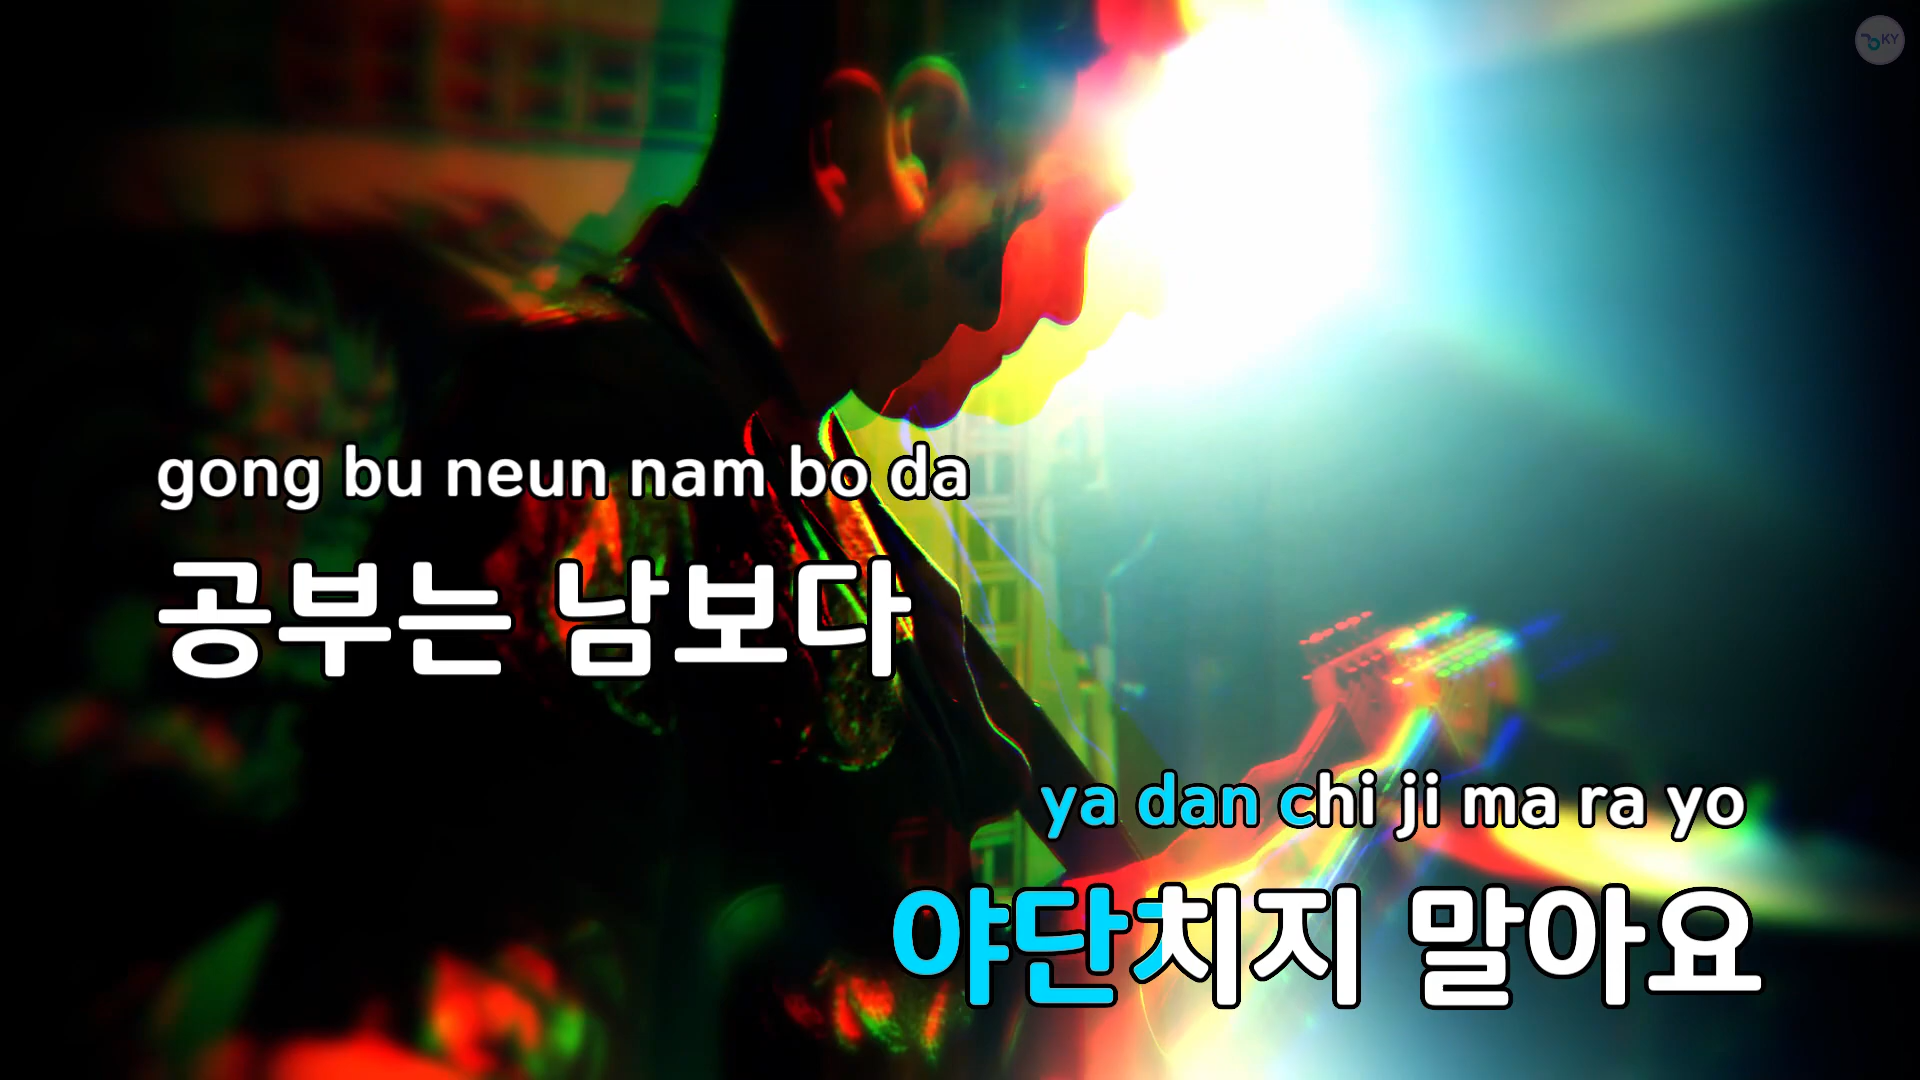 KY
gong bu neun nam bo da
공부는 남보다
ya dan chi ji ma ra yo
야단치지 말아요